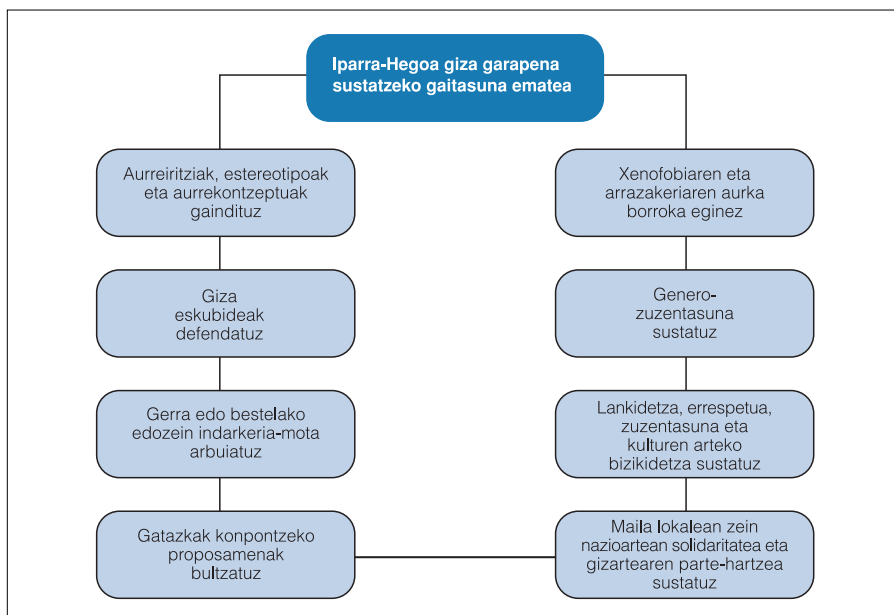 Iparra-Hegoa giza garapena
sustatzeko gaitasuna ematea
Aurreiritziak, estereotipoak
eta aurrekontzeptuak
gaindituz
Xenofobiaren eta
arrazakeriaren aurka
borroka eginez
Giza
eskubideak
defendatuz
Genero-
zuzentasuna
sustatuz
Gerra edo bestelako
edozein indarkeria-mota
arbuiatuz
Lankidetza, errespetua,
zuzentasuna eta
kulturen arteko
bizikidetza sustatuz
Gatazkak konpontzeko
proposamenak
bultzatuz
Maila lokalean zein
nazioartean solidaritatea eta
gizartearen parte-hartzea
sustatuz